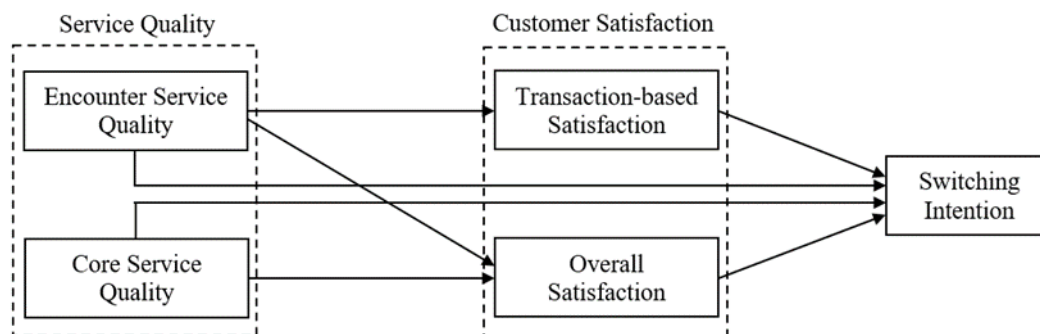 Service Quality
Customer Satisfaction
Encounter Service
Quality
Transaction-based
Satisfaction
Switching
Intention
Core Service
Quality
Overall
Satisfaction